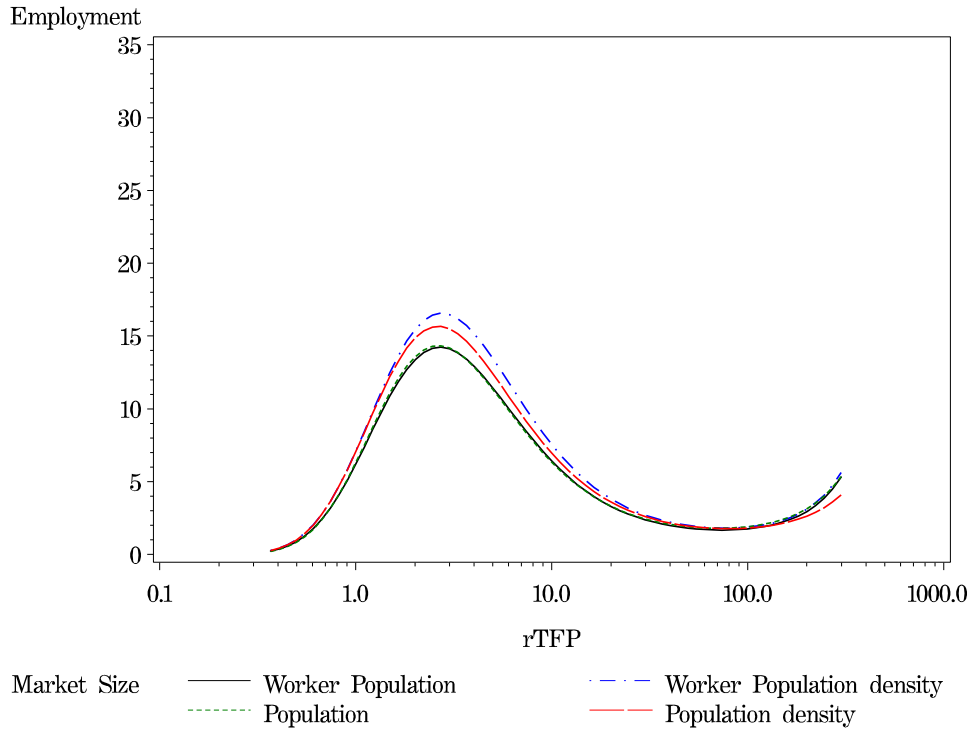 Employment
35
30
25
20
15
10
5
0
0.1 1.0 10.0 100.0 1000.0
rTFP
Market Size Worker Population Worker Population density
Population Population density